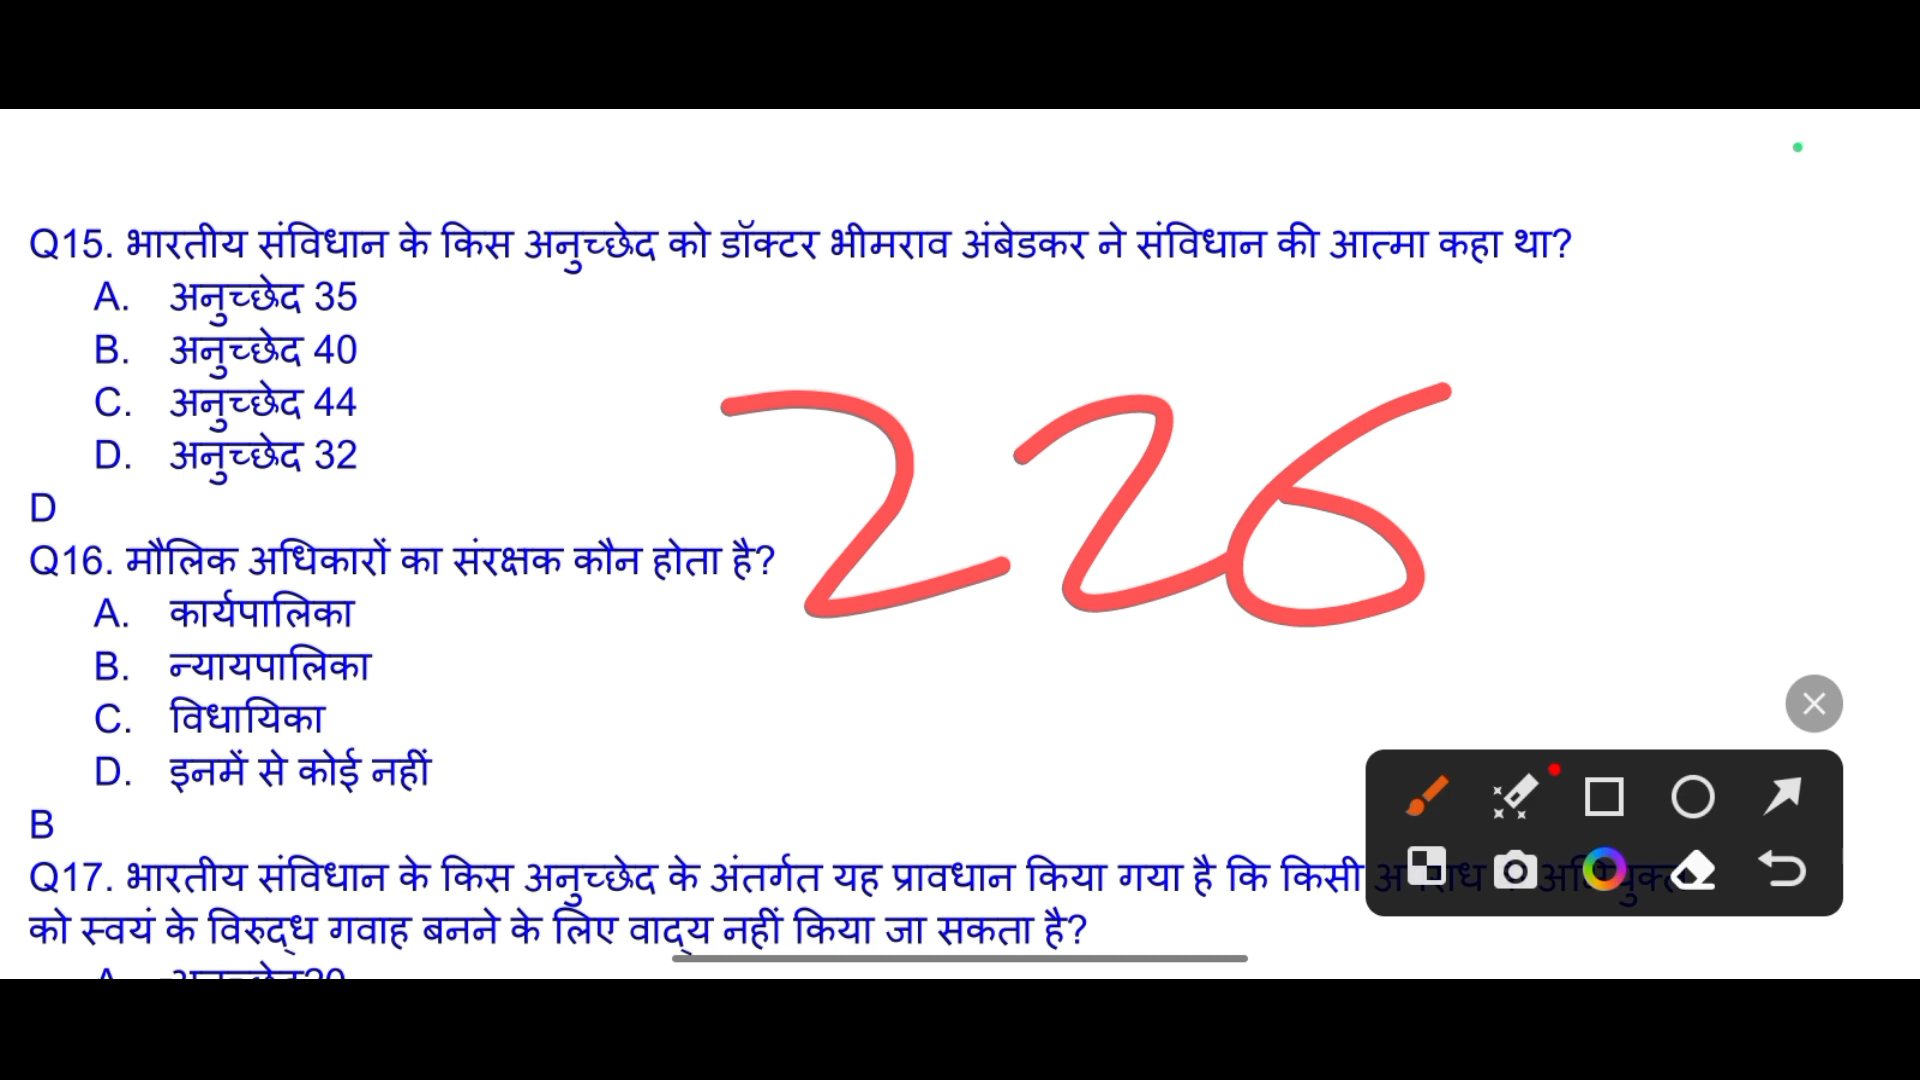 Q15. भारतीय संविधान के किस अनुच्छेद को डॉक्टर भीमराव अंबेडकर ने संविधान की आत्मा कहा था?
A. अनुच्छेद 35
B. अनुच्छेद 40
C. अनुच्छेद 44
D. अनुच्छेद 32
226
D
Q16. मौलिक अधिकारों का संरक्षक कौन होता है?
A. कार्यपालिका
B. न्यायपालिका
C. विधायिका
D. इनमें से कोई नहीं
B
Q17. भारतीय संविधान के किस अनुच्छेद के अंतर्गत यह प्रावधान किया गया है कि किसी
को स्वयं के विरुद्ध गवाह बनने के लिए वाद्य नहीं किया जा सकता है?